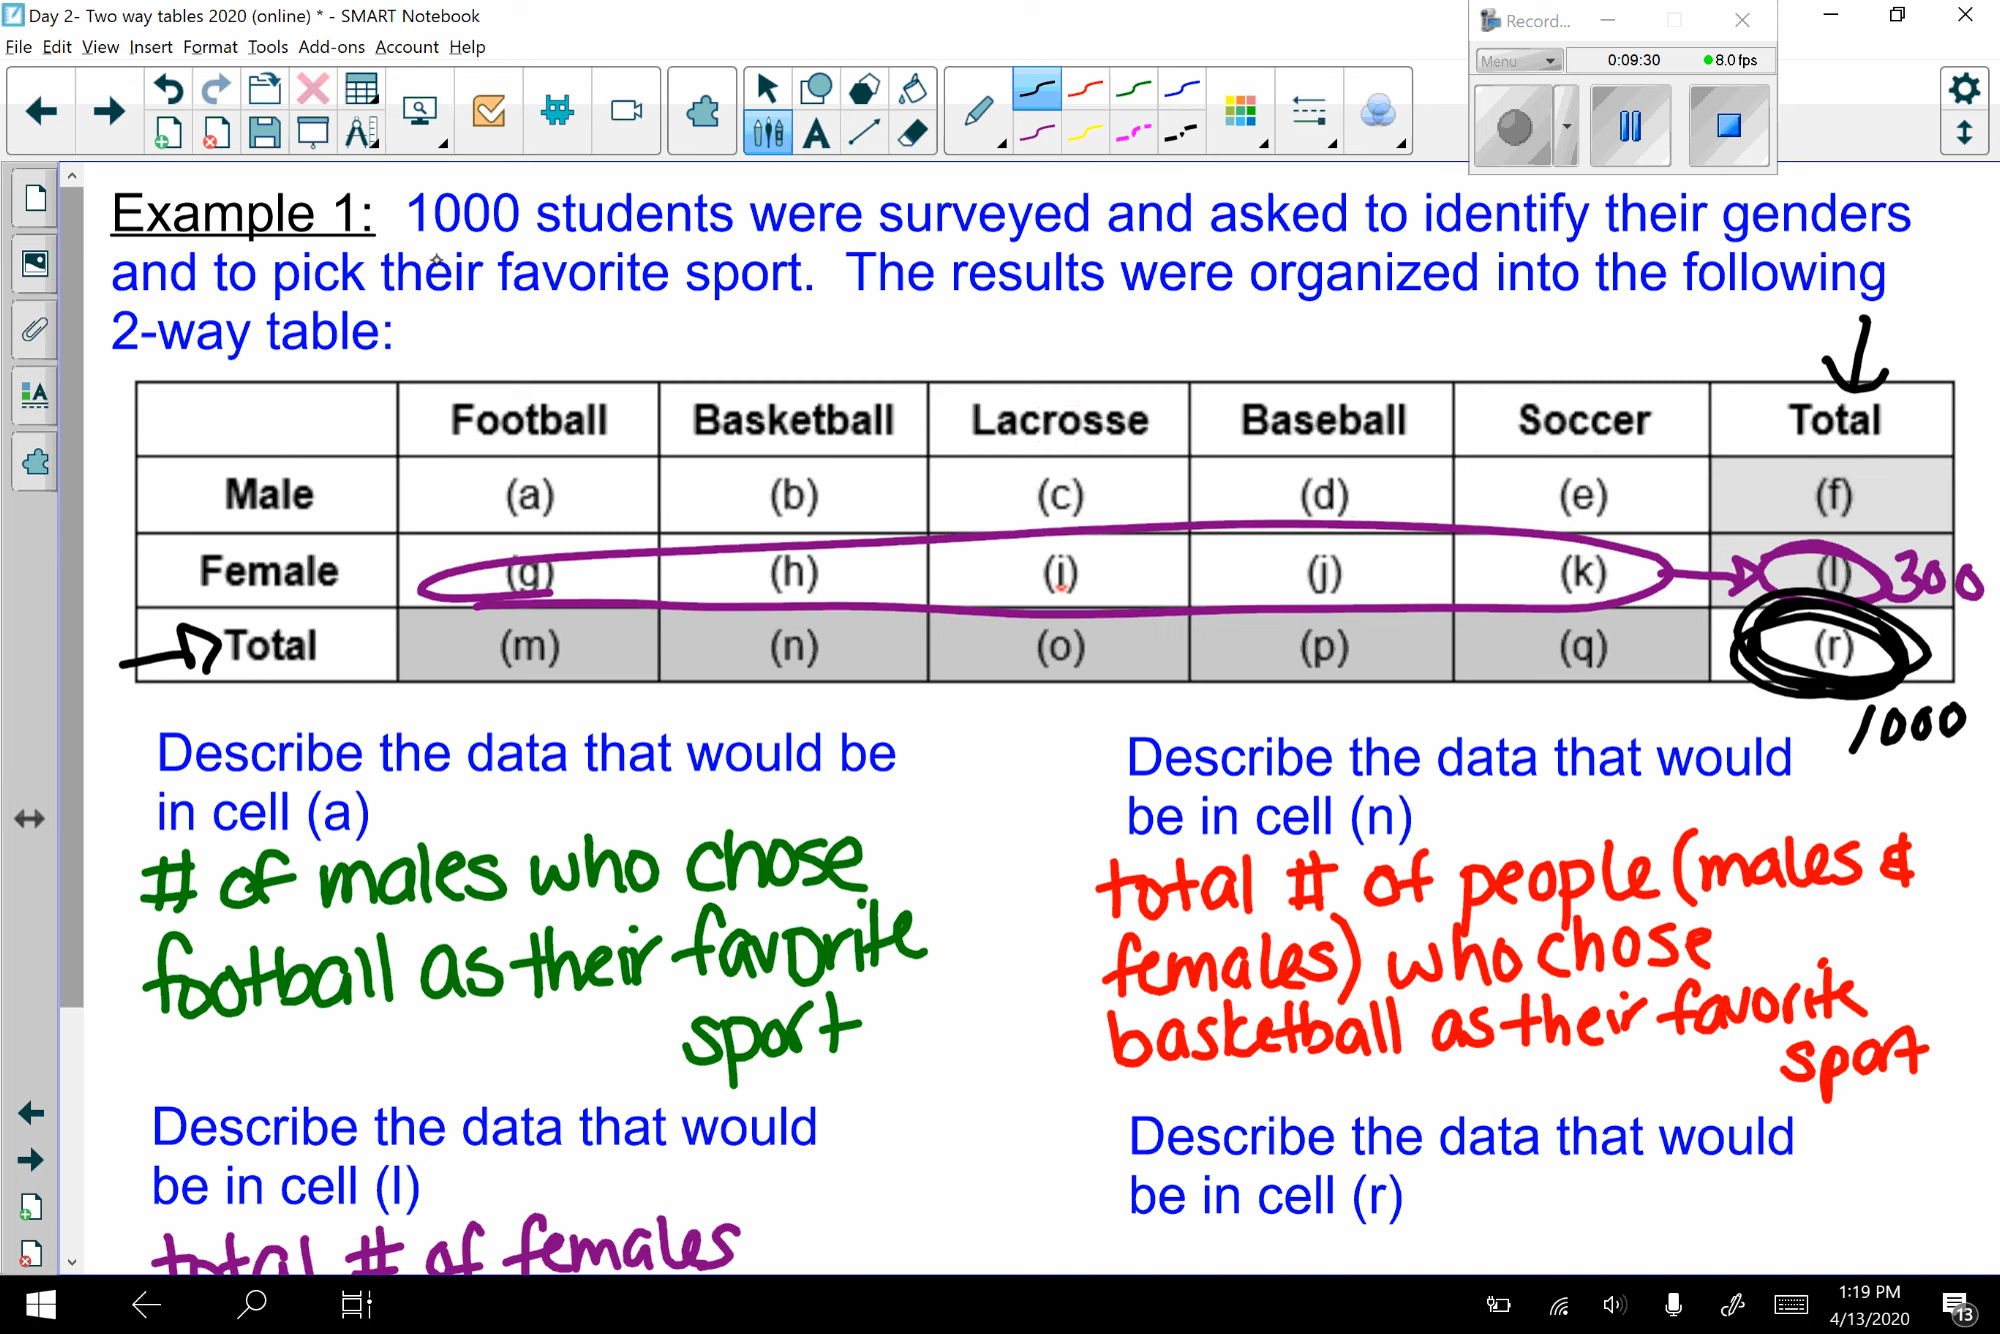 Day 2- Two way tables 2020 (online) * - SMART Notebook
Record...
File Edit View Insert Format Tools Add-ons Account Help
Menu 0:09:30 8.0 fps
Example 1: 1000 students were surveyed and asked to identify their genders
and to pick their favorite sport. The results were organized into the following
2-way table:
Football Basketball Lacrosse Baseball Soccer Total
Male (a) (b) (c) (d) (e) (f)
Female (g) (h) (i) (j) (k) (l) 300
Total (m) (n) (o) (p) (q) (r)
1000
Describe the data that would be
in cell (a)
# of males who chose
football as their favorite
sport
Describe the data that would
be in cell (n)
total # of people (males &
females) who chose
basketball as their favorite
sport
Describe the data that would
be in cell (l)
total # of females
Describe the data that would
be in cell (r)
1:19 PM
4/13/2020
13